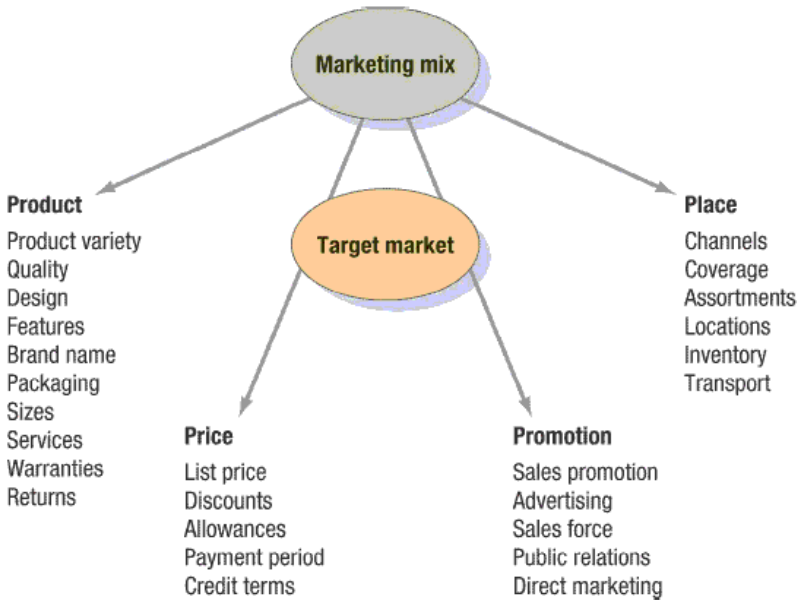 Marketing mix
Target market
Product
Product variety
Quality
Design
Features
Brand name
Packaging
Sizes
Services
Warranties
Returns
Price
List price
Discounts
Allowances
Payment period
Credit terms
Promotion
Sales promotion
Advertising
Sales force
Public relations
Direct marketing
Place
Channels
Coverage
Assortments
Locations
Inventory
Transport